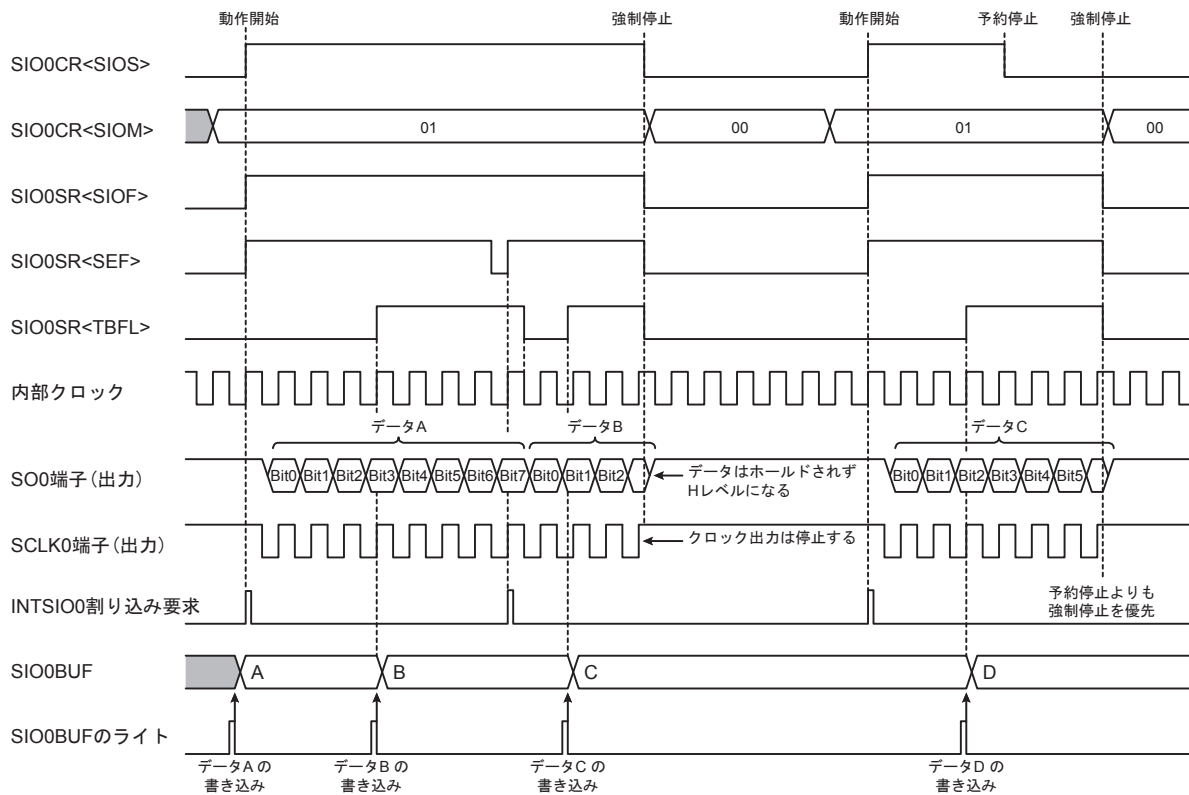 動作開始 強制停止 動作開始 予約停止 強制停止
SIO0CR<SIOS>
SIO0CR<SIOM> 01 00 01 00
SIO0SR<SIOF>
SIO0SR<SEF>
SIO0SR<TBFL>
内部クロック
データA データB データC
SO0端子(出力) Bit0 Bit1 Bit2 Bit3 Bit4 Bit5 Bit6 Bit7 Bit0 Bit1 Bit2 データはホールドされず Bit0 Bit1 Bit2 Bit3 Bit4 Bit5
Hレベルになる
SCLK0端子(出力) クロック出力は停止する
INTSIO0割り込み要求 予約停止よりも
強制停止を優先
SIO0BUF A B C D
SIO0BUFのライト
データA の データB の データC の データD の
書き込み 書き込み 書き込み 書き込み